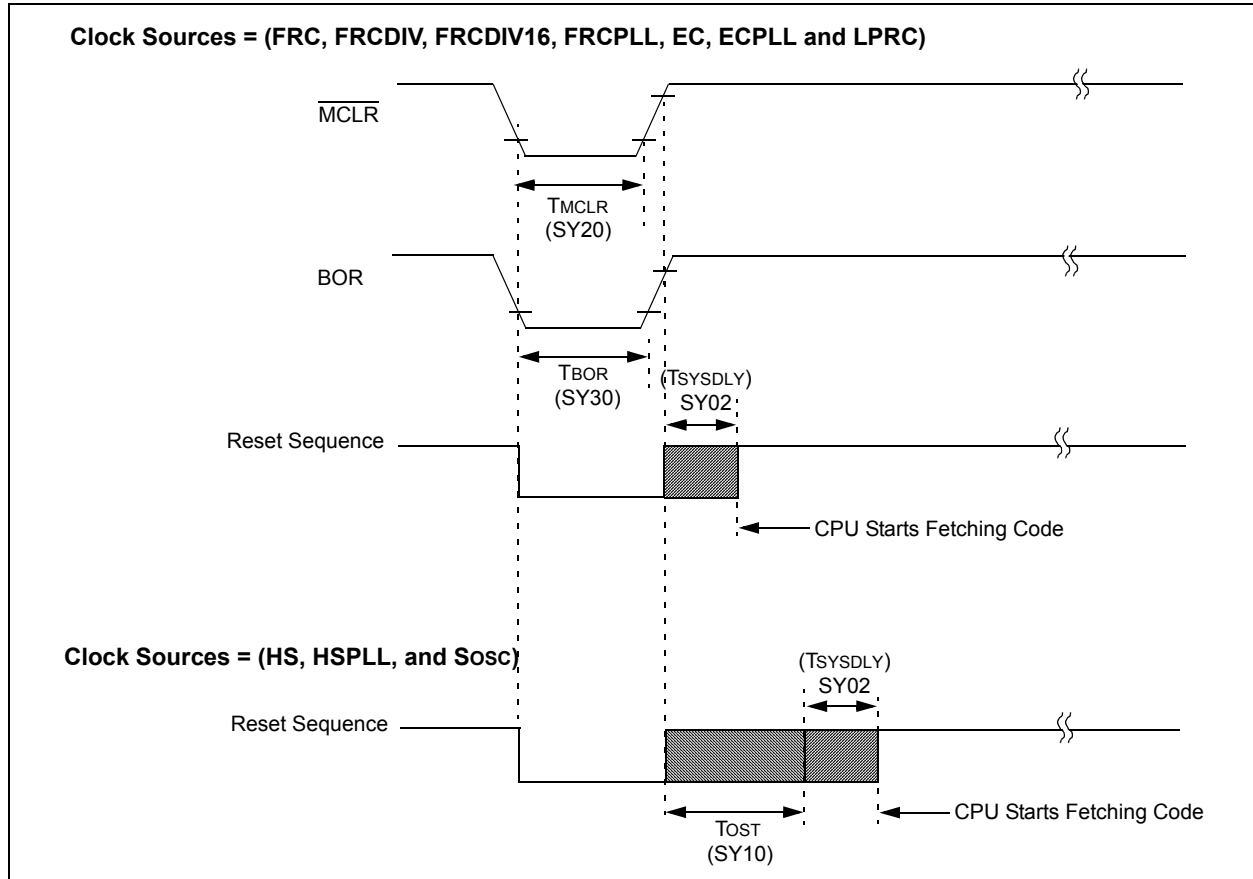 Clock Sources = (FRC, FRCDIV, FRCDIV16, FRCPLL, EC, ECPLL and LPRC)
MCLR
TMCLR
(SY20)
BOR
TBOR
(SY30)
(TSYSDLY)
SY02
Reset Sequence
CPU Starts Fetching Code
Clock Sources = (HS, HSPLL, and SOSC)
(TSYSDLY)
SY02
Reset Sequence
CPU Starts Fetching Code
TOST
(SY10)